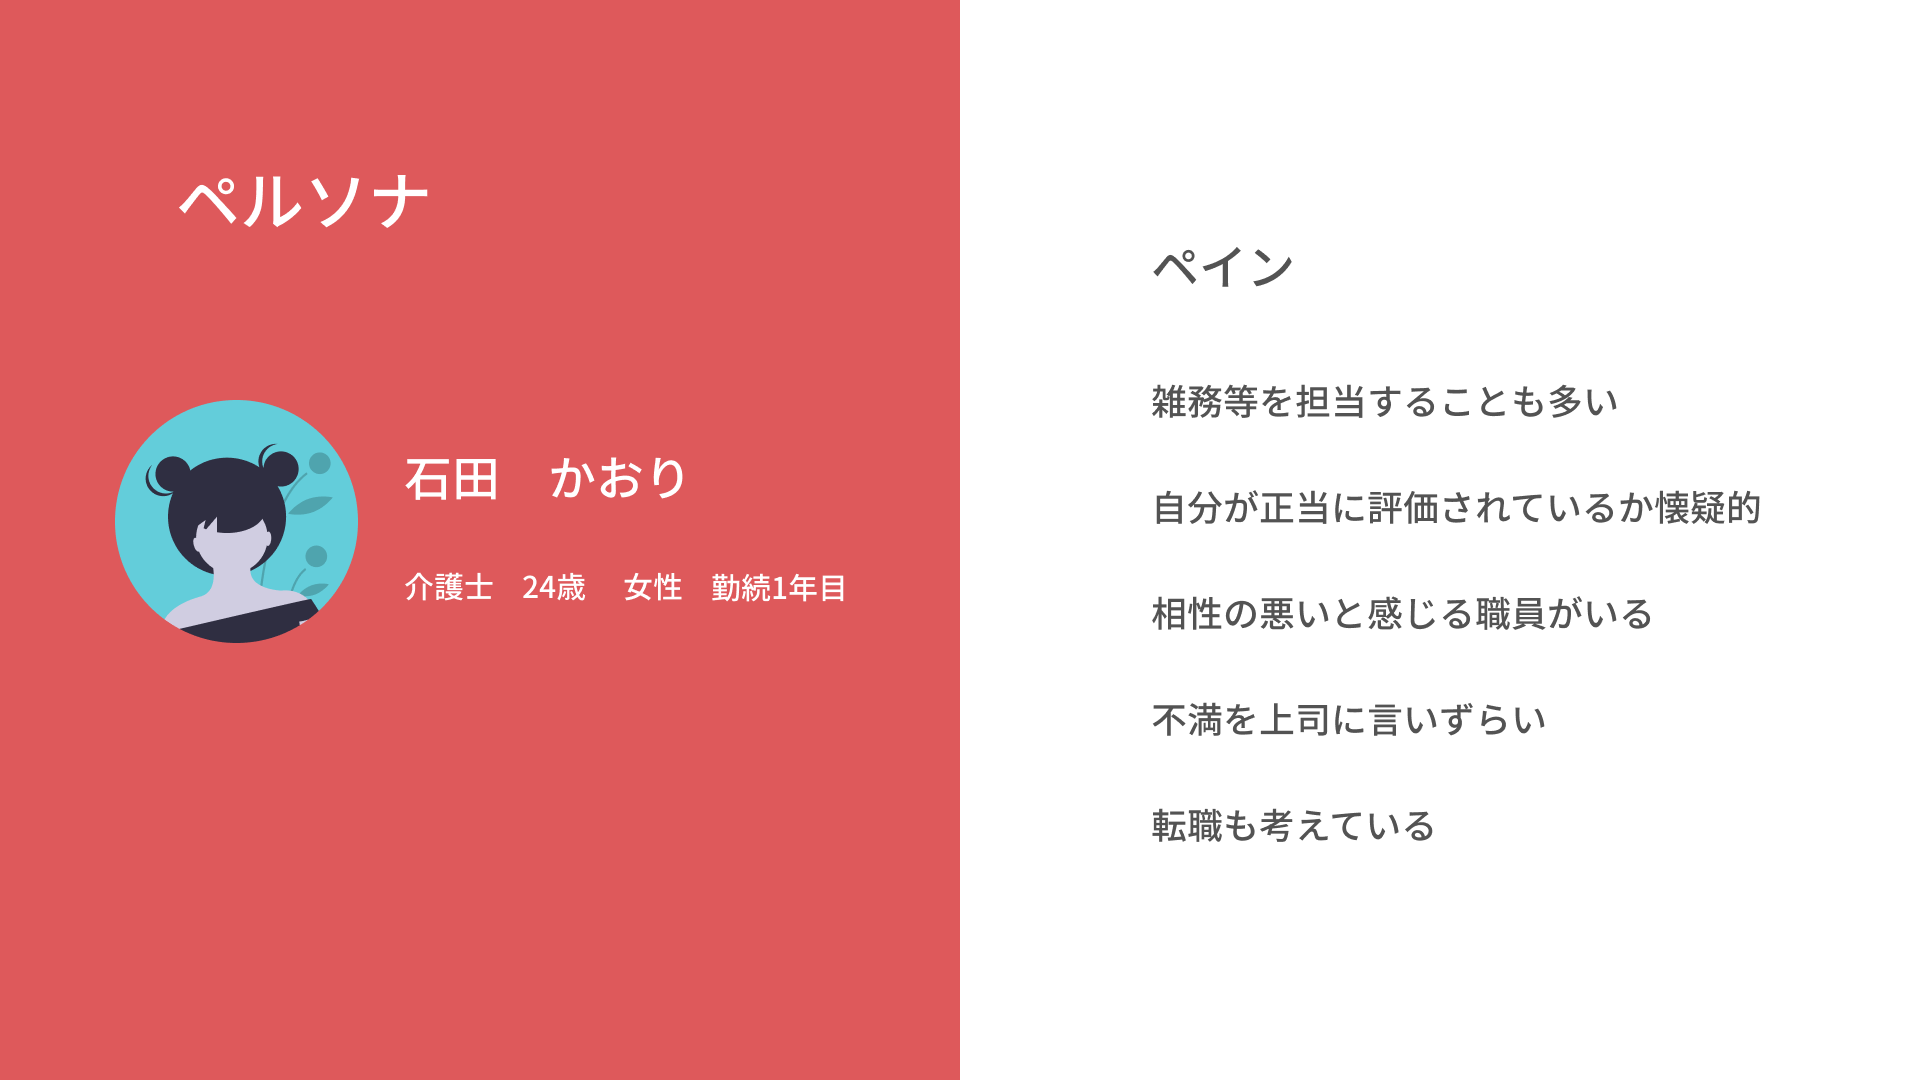 ペルソナ
石田　かおり
介護士　24歳　女性　勤続1年目
ペイン
雑務等を担当することも多い
自分が正当に評価されているか懐疑的
相性の悪いと感じる職員がいる
不満を上司に言いずらい
転職も考えている